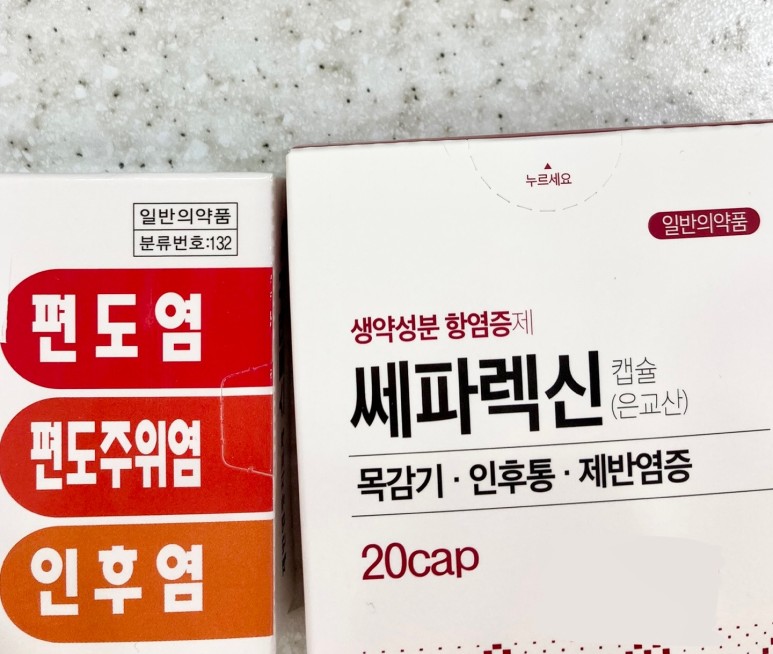 일반의약품
분류번호:132
편도염
편도주위염
인후염
누르세요
일반의약품
생약성분 항염증제
쎄파렉신 캡슐
(은교산)
목감기 · 인후통 · 제반염증
20cap